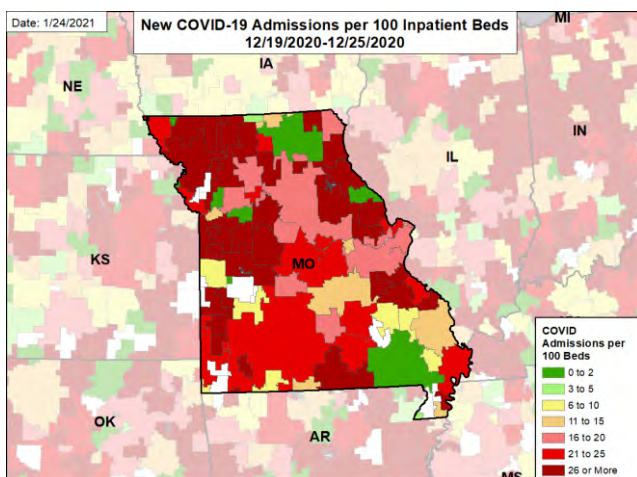 Date: 1/24/2021
New COVID-19 Admissions per 100 Inpatient Beds
12/19/2020-12/25/2020
MI
IA
NE
IN
IL
KS
MO
OK
AR
MS
COVID
Admissions per
100 Beds
0 to 2
3 to 5
6 to 10
11 to 15
16 to 20
21 to 25
26 or More